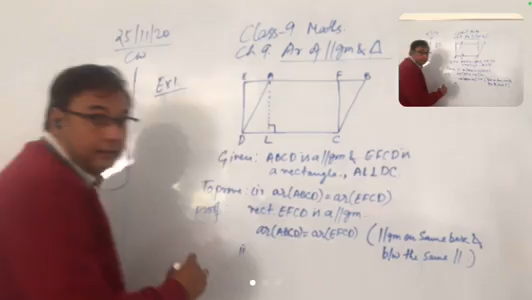 25/11/20
CW
Class-9 Maths.
Ch 9. Ar of ||gm & Δ
Ex 1
E A F B
D L C
Given: ABCD is a ||gm & EFCD is
a rectangle., AL⊥DC.
To prove: (i) ar(ABCD) = ar(EFCD)
proof: rect. EFCD is a ||gm.
ar(ABCD) = ar(EFCD) ( ||gm on Same base &
b/w the Same || )